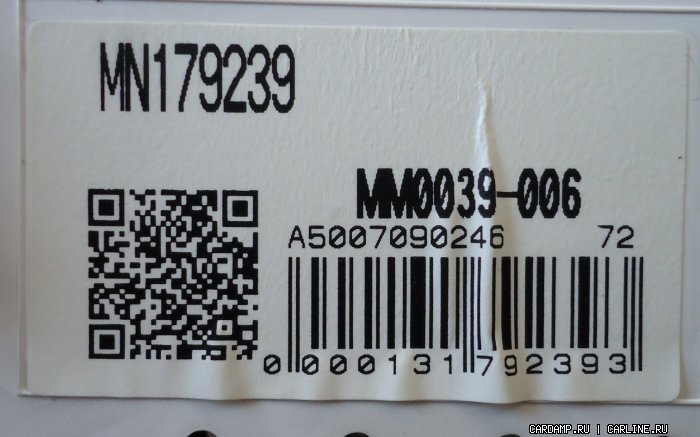 MN179239
MM0039-006
A5007090246 72
0 000131 792393
CARDAMP.RU | CARLINE.RU